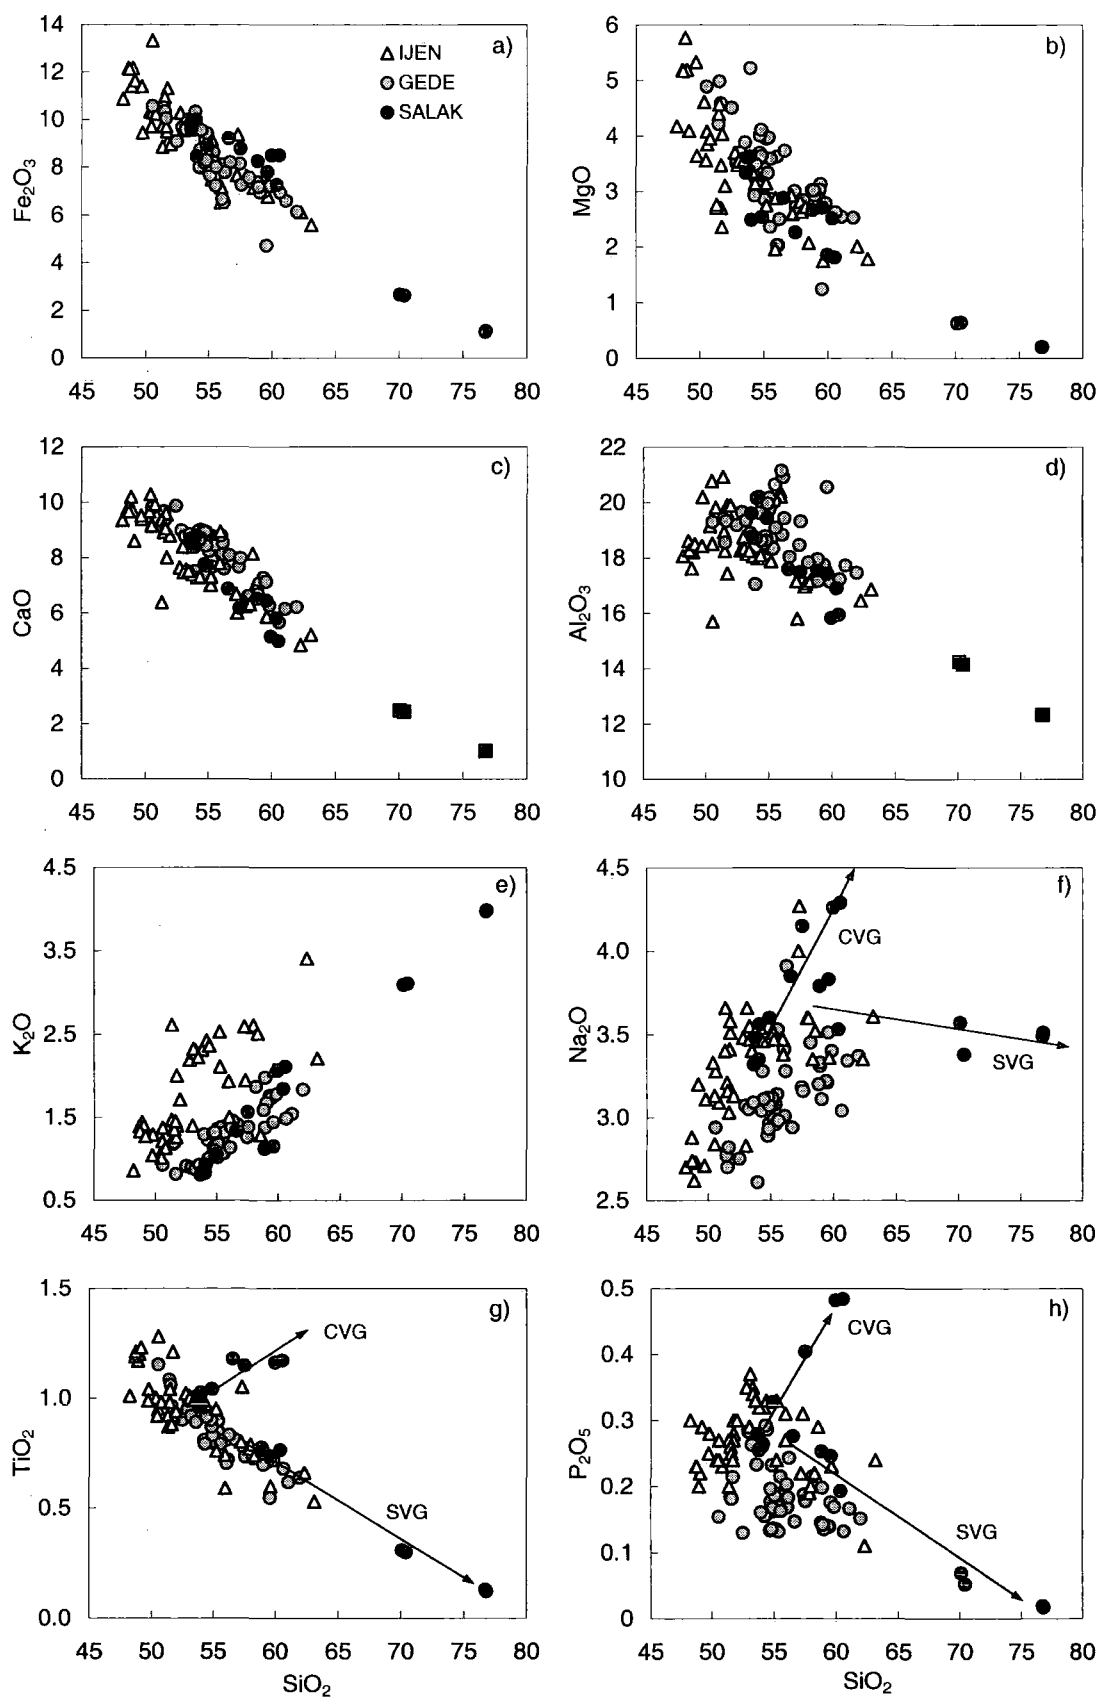 14
12
10
8
6
4
2
0
Fe₂O₃
a)
IJEN
GEDE
SALAK
45 50 55 60 65 70 75 80
6
5
4
3
2
1
0
MgO
b)
45 50 55 60 65 70 75 80
12
10
8
6
4
2
0
CaO
c)
45 50 55 60 65 70 75 80
22
20
18
16
14
12
10
Al₂O₃
d)
45 50 55 60 65 70 75 80
4.5
3.5
2.5
1.5
0.5
K₂O
e)
45 50 55 60 65 70 75 80
4.5
4.0
3.5
3.0
2.5
Na₂O
f)
CVG
SVG
45 50 55 60 65 70 75 80
1.5
1.0
0.5
0.0
TiO₂
g)
CVG
SVG
45 50 55 60 65 70 75 80
SiO₂
0.5
0.4
0.3
0.2
0.1
0
P₂O₅
h)
CVG
SVG
45 50 55 60 65 70 75 80
SiO₂